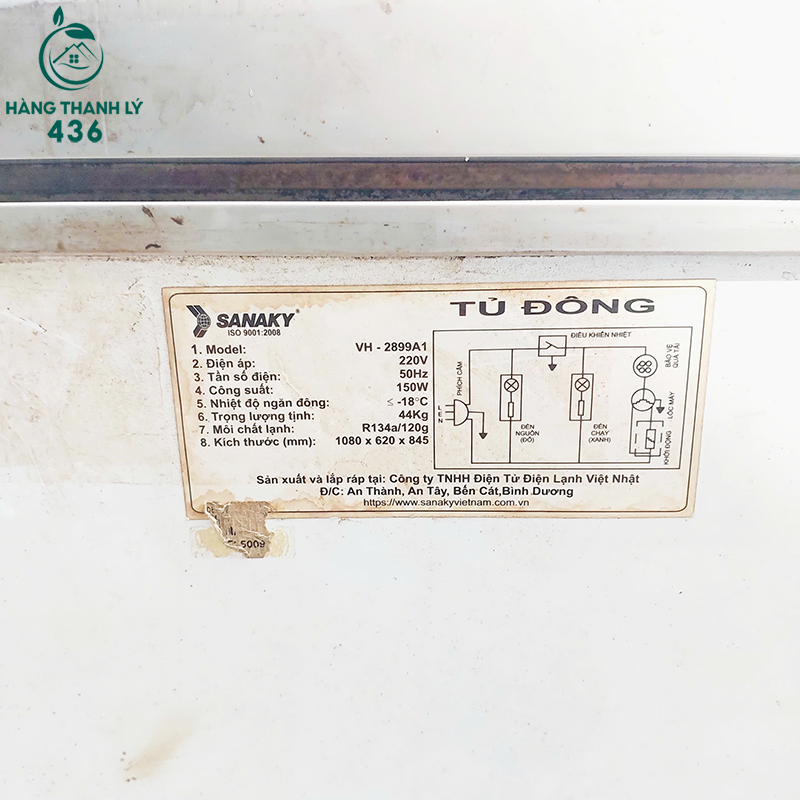 HÀNG THANH LÝ
436
SANAKY
ISO 9001:2008
TỦ ĐÔNG
1. Model: VH - 2899A1
2. Điện áp: 220V
3. Tần số điện: 50Hz
4. Công suất: 150W
5. Nhiệt độ ngăn đông: ≤ -18°C
6. Trọng lượng tịnh: 44Kg
7. Môi chất lạnh: R134a/120g
8. Kích thước (mm): 1080 x 620 x 845
ĐIỀU KHIỂN NHIỆT
PHÍCH CẮM
L
E
N
ĐÈN
NGUỒN
(ĐỎ)
ĐÈN
CHẠY
(XANH)
BẢO VỆ
QUÁ TẢI
LỐC MÁY
KHỞI ĐỘNG
Sản xuất và lắp ráp tại: Công ty TNHH Điện Tử Điện Lạnh Việt Nhật
Đ/C: An Thành, An Tây, Bến Cát,Bình Dương
https://www.sanakyvietnam.com.vn
5009